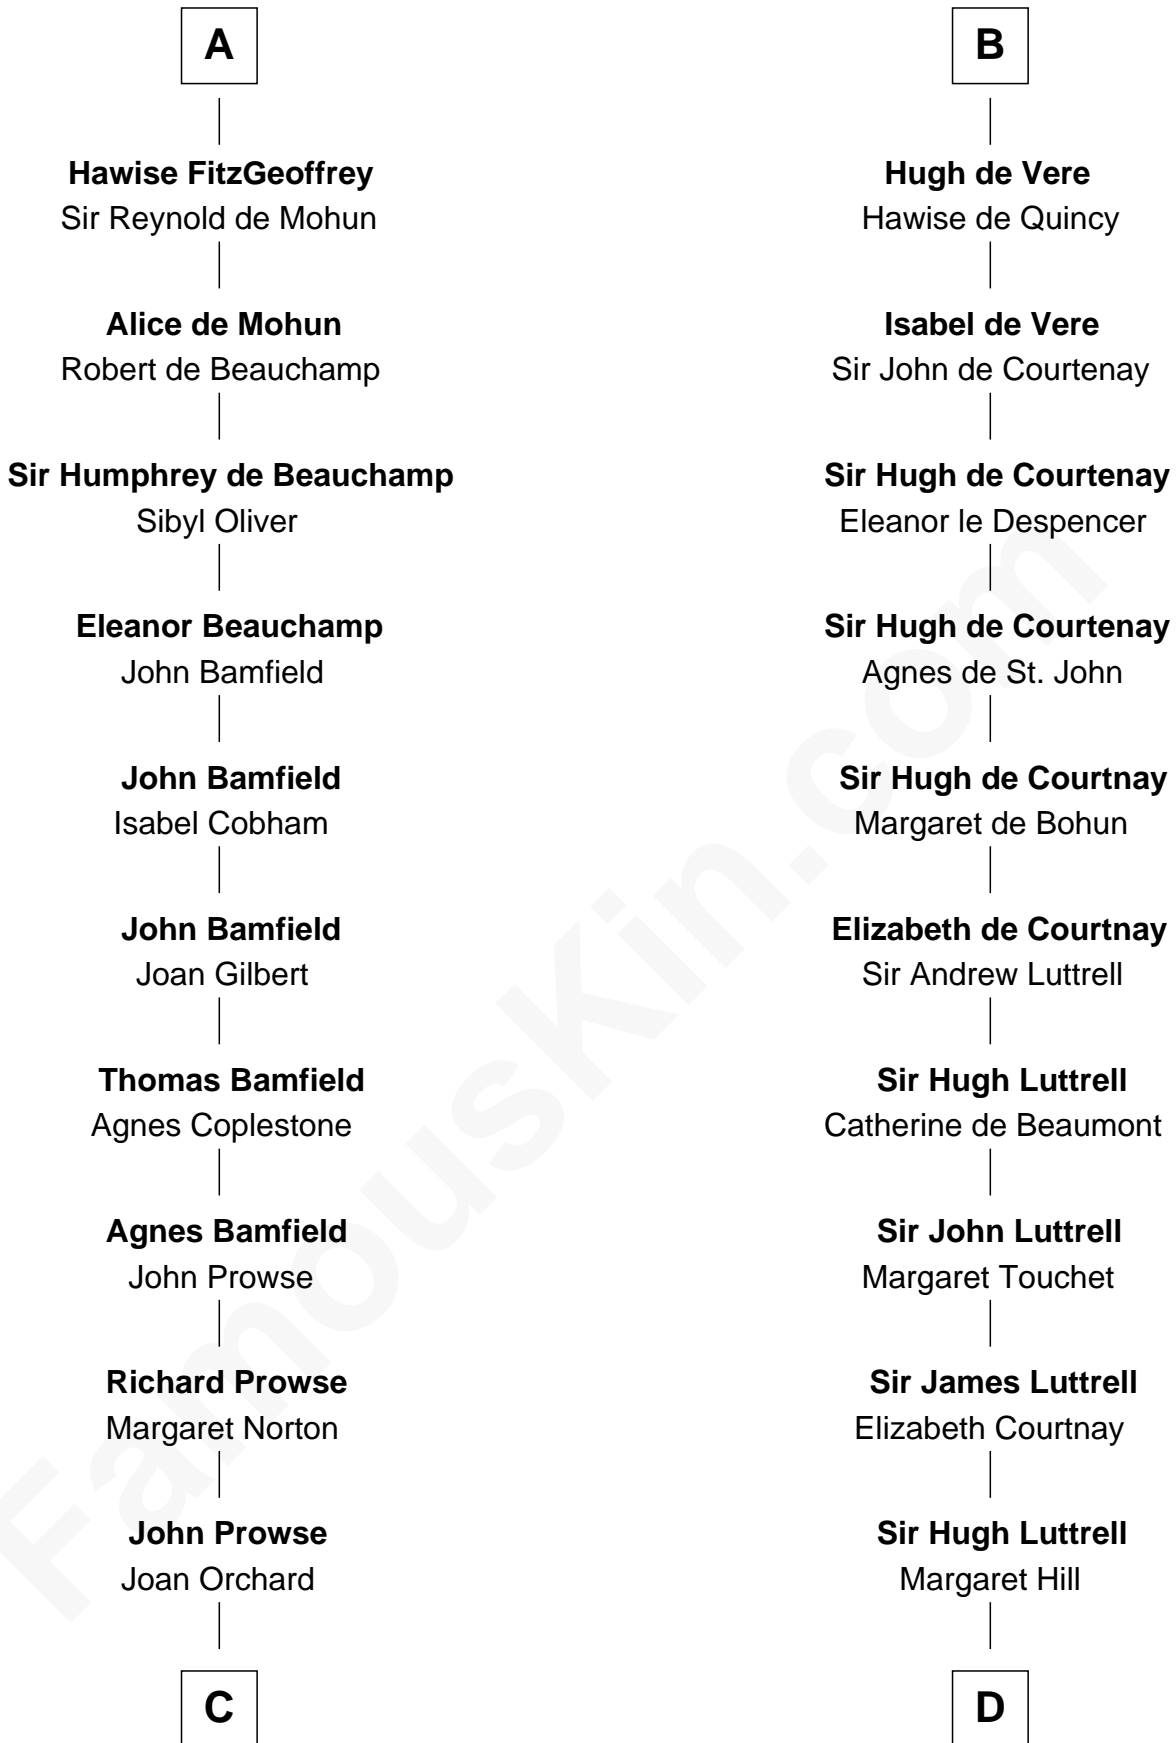 A
Hawise FitzGeoffrey
Sir Reynold de Mohun
Alice de Mohun
Robert de Beauchamp
Sir Humphrey de Beauchamp
Sibyl Oliver
Eleanor Beauchamp
John Bamfield
John Bamfield
Isabel Cobham
John Bamfield
Joan Gilbert
Thomas Bamfield
Agnes Coplestone
Agnes Bamfield
John Prowse
Richard Prowse
Margaret Norton
John Prowse
Joan Orchard
C
B
Hugh de Vere
Hawise de Quincy
Isabel de Vere
Sir John de Courtenay
Sir Hugh de Courtenay
Eleanor le Despencer
Sir Hugh de Courtenay
Agnes de St. John
Sir Hugh de Courtnay
Margaret de Bohun
Elizabeth de Courtnay
Sir Andrew Luttrell
Sir Hugh Luttrell
Catherine de Beaumont
Sir John Luttrell
Margaret Touchet
Sir James Luttrell
Elizabeth Courtnay
Sir Hugh Luttrell
Margaret Hill
D
FamousKin.com